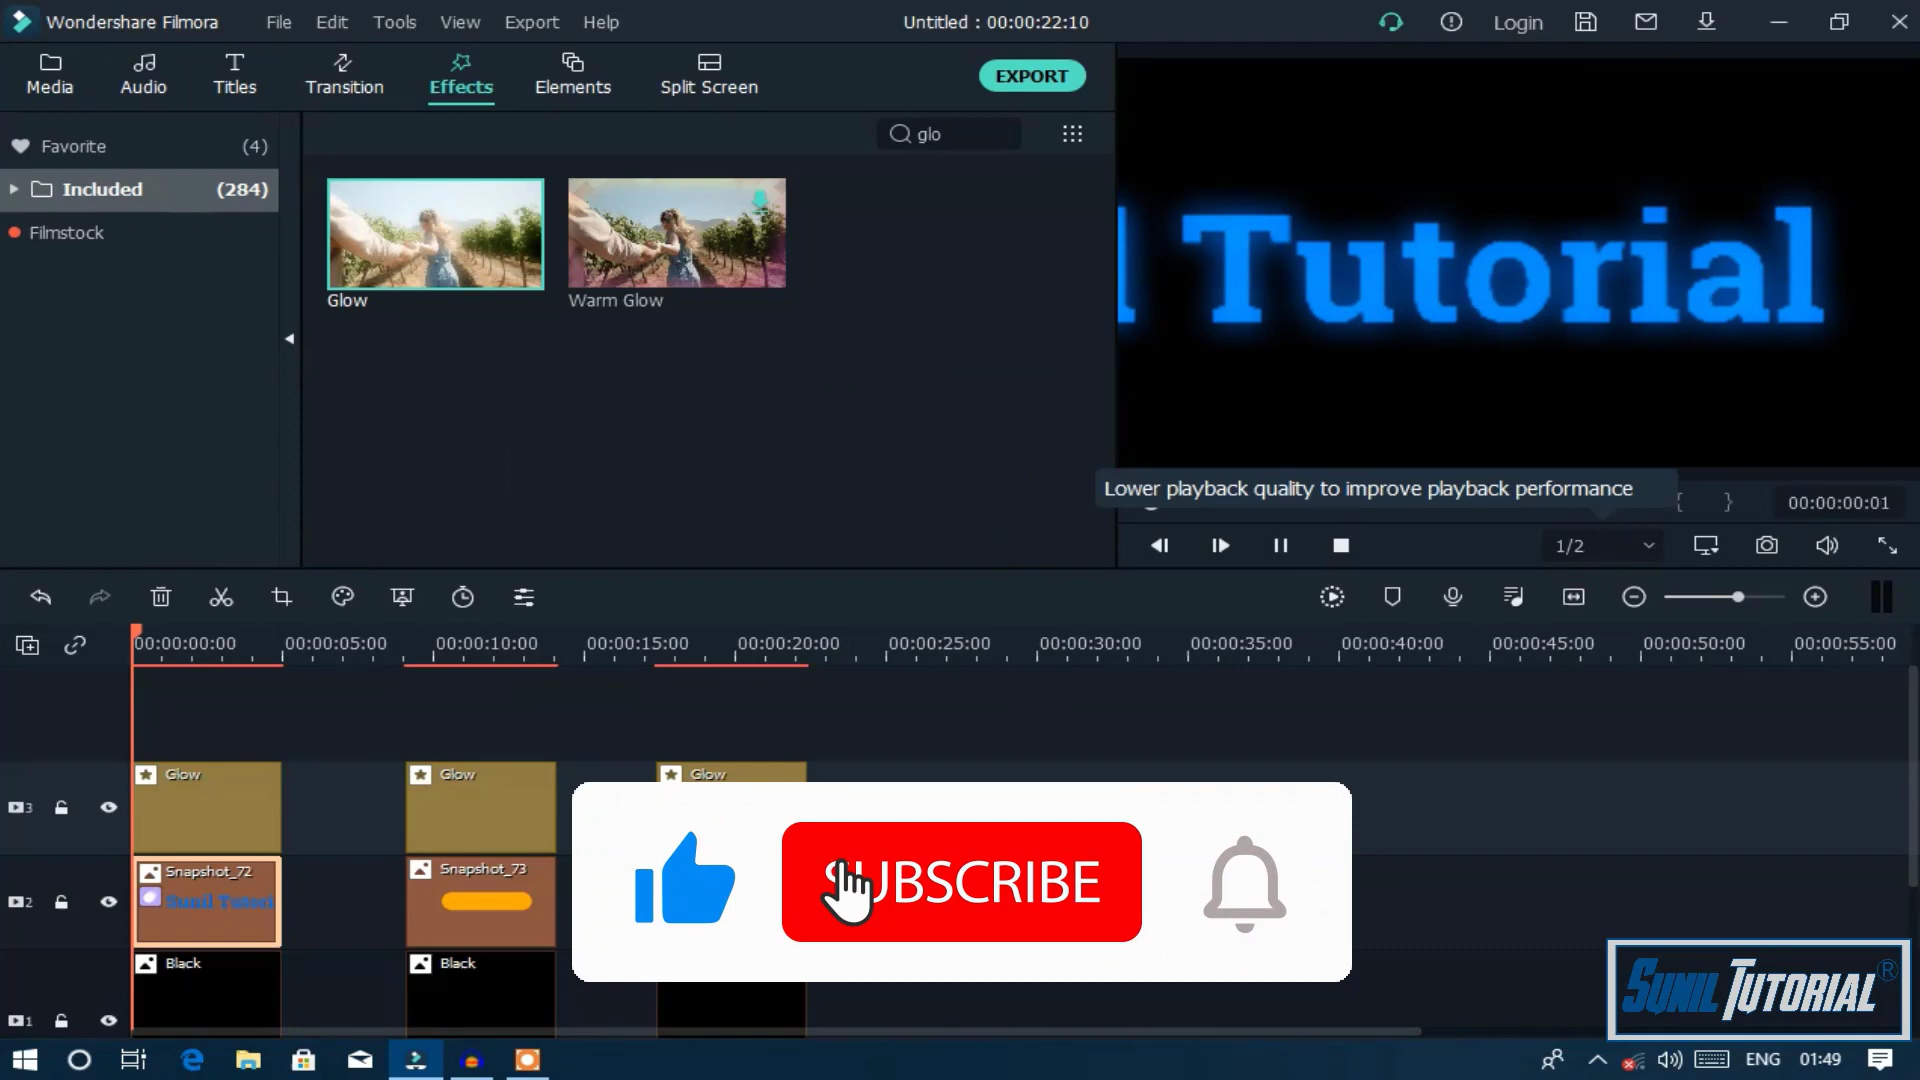 Wondershare Filmora
File Edit Tools View Export Help
Untitled : 00:00:22:10
Login
Media Audio Titles Transition Effects Elements Split Screen
EXPORT
Favorite (4)
Included (284)
Filmstock
glo
Glow
Warm Glow
l Tutorial
Lower playback quality to improve playback performance
{ } 00:00:00:01
1/2
00:00:00:00 00:00:05:00 00:00:10:00 00:00:15:00 00:00:20:00 00:00:25:00 00:00:30:00 00:00:35:00 00:00:40:00 00:00:45:00 00:00:50:00 00:00:55:00
3 Glow Glow Glow
2 Snapshot_72 Snapshot_73
Sunil Tutori
SUBSCRIBE
1 Black Black
SUNIL TUTORIAL®
ENG 01:49